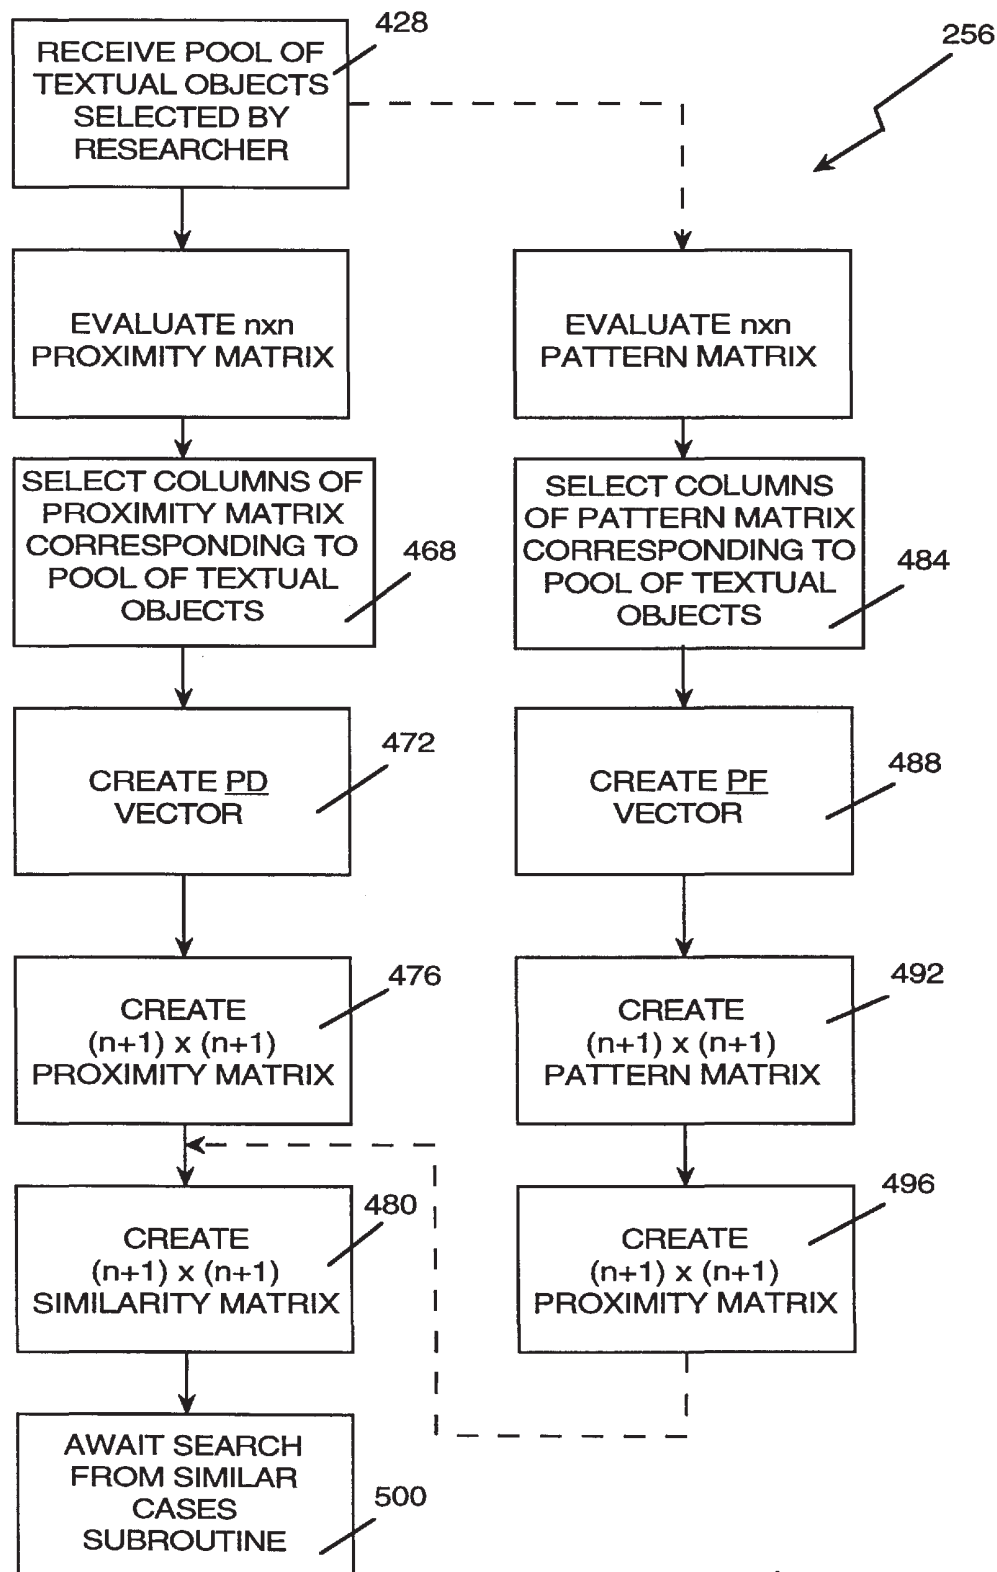 428
256
RECEIVE POOL OF
TEXTUAL OBJECTS
SELECTED BY
RESEARCHER
EVALUATE nxn
PROXIMITY MATRIX
EVALUATE nxn
PATTERN MATRIX
SELECT COLUMNS OF
PROXIMITY MATRIX
CORRESPONDING TO
POOL OF TEXTUAL
OBJECTS
468
SELECT COLUMNS
OF PATTERN MATRIX
CORRESPONDING TO
POOL OF TEXTUAL
OBJECTS
484
CREATE PD
VECTOR
472
CREATE PF
VECTOR
488
CREATE
(n+1) x (n+1)
PROXIMITY MATRIX
476
CREATE
(n+1) x (n+1)
PATTERN MATRIX
492
CREATE
(n+1) x (n+1)
SIMILARITY MATRIX
480
CREATE
(n+1) x (n+1)
PROXIMITY MATRIX
496
AWAIT SEARCH
FROM SIMILAR
CASES
SUBROUTINE
500